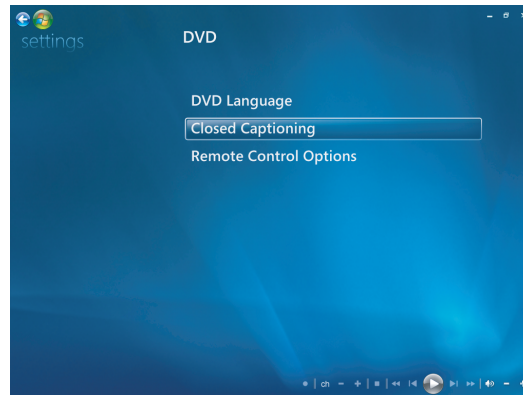 settings
DVD
DVD Language
Closed Captioning
Remote Control Options
ch